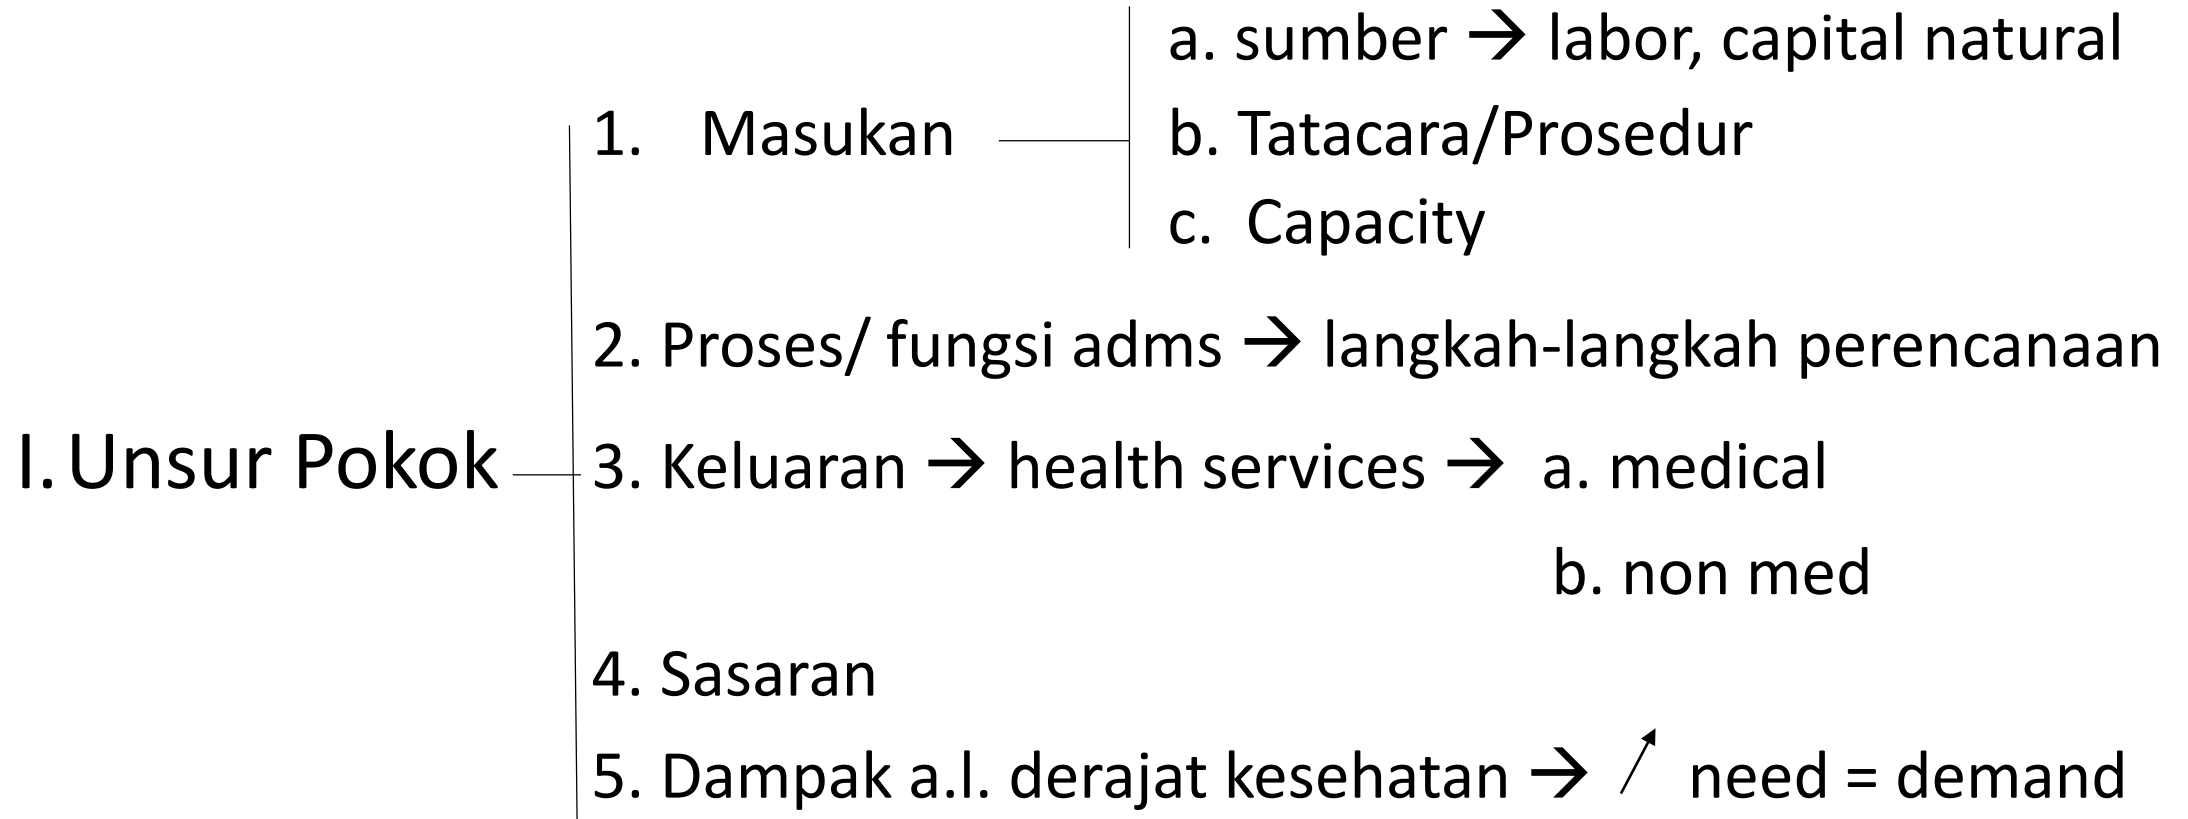 a. sumber → labor, capital natural
1. Masukan
b. Tatacara/Prosedur
c. Capacity
2. Proses/ fungsi adms → langkah-langkah perencanaan
I. Unsur Pokok
3. Keluaran → health services → a. medical
b. non med
4. Sasaran
5. Dampak a.l. derajat kesehatan → ↗ need = demand